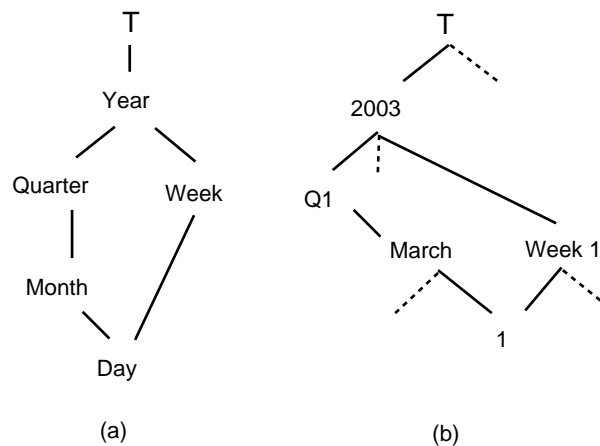 T
Year
Quarter
Week
Month
Day
(a)
T
2003
Q1
March
Week 1
1
(b)